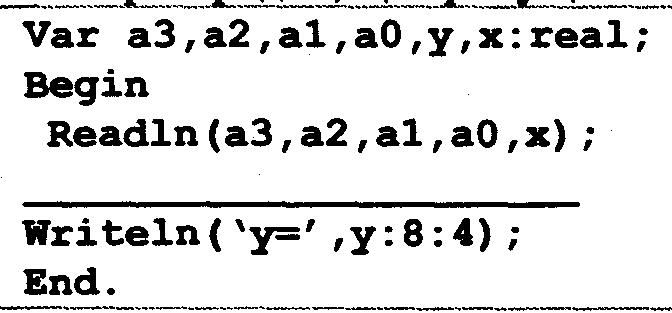 Var a3,a2,a1,a0,y,x:real;
Begin
Readln(a3,a2,a1,a0,x);
Writeln(‘y=’,y:8:4);
End.